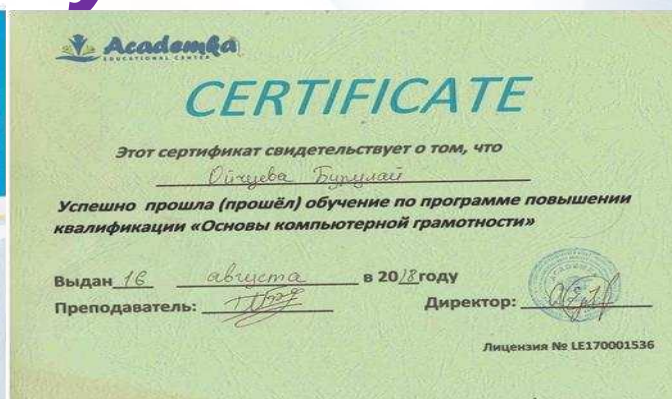 Academka
EDUCATIONAL CENTER
CERTIFICATE
Этот сертификат свидетельствует о том, что
Бурулай
Успешно прошла (прошёл) обучение по программе повышении
квалификации «Основы компьютерной грамотности»
Выдан 16 августа в 2018 году
Преподаватель:
Директор:
Лицензия № LE170001536